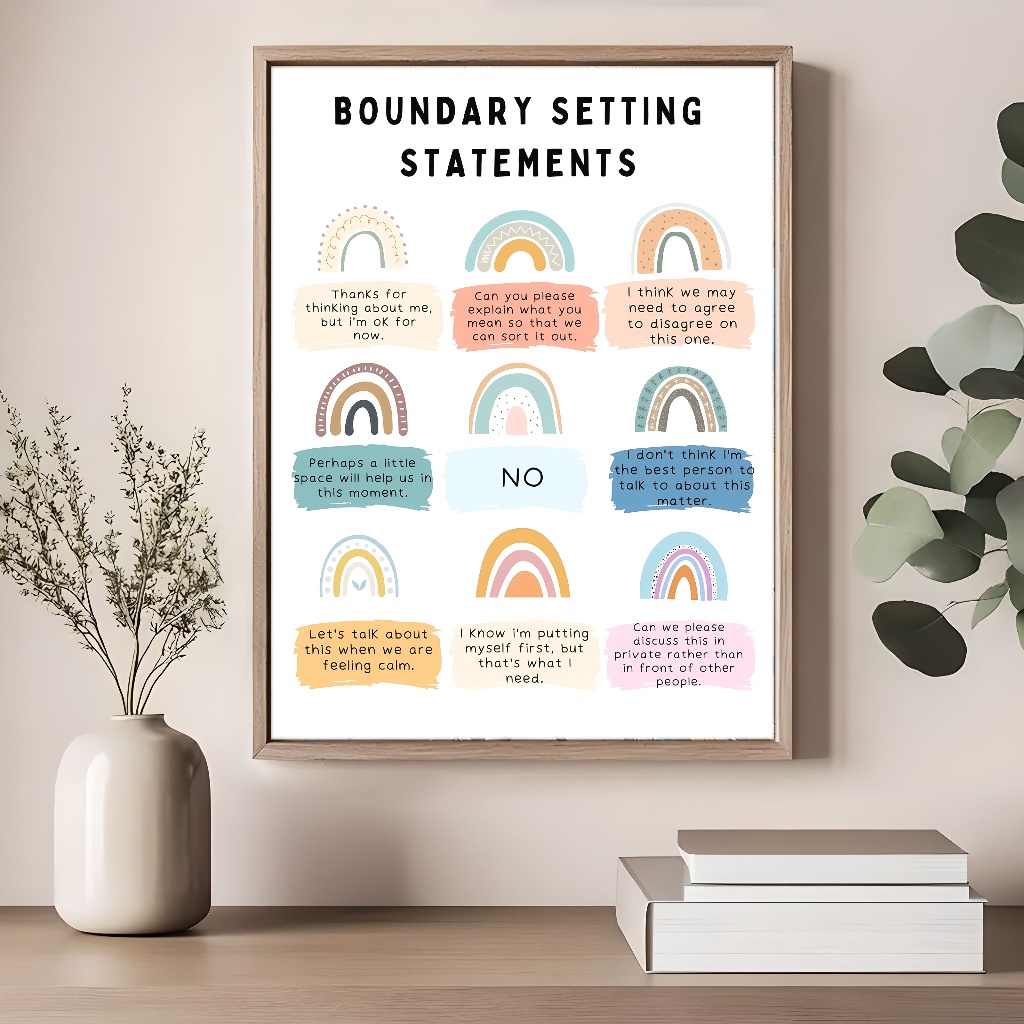 BOUNDARY SETTING
STATEMENTS
Thanks for
thinking about me,
but i'm ok for
now.
Can you please
explain what you
mean so that we
can sort it out.
I think we may
need to agree
to disagree on
this one.
Perhaps a little
space will help us in
this moment.
NO
I don't think i'm
the best person to
talk to about this
matter.
Let's talk about
this when we are
feeling calm.
I know i'm putting
myself first, but
that's what I
need.
Can we please
discuss this in
private rather than
in front of other
people.